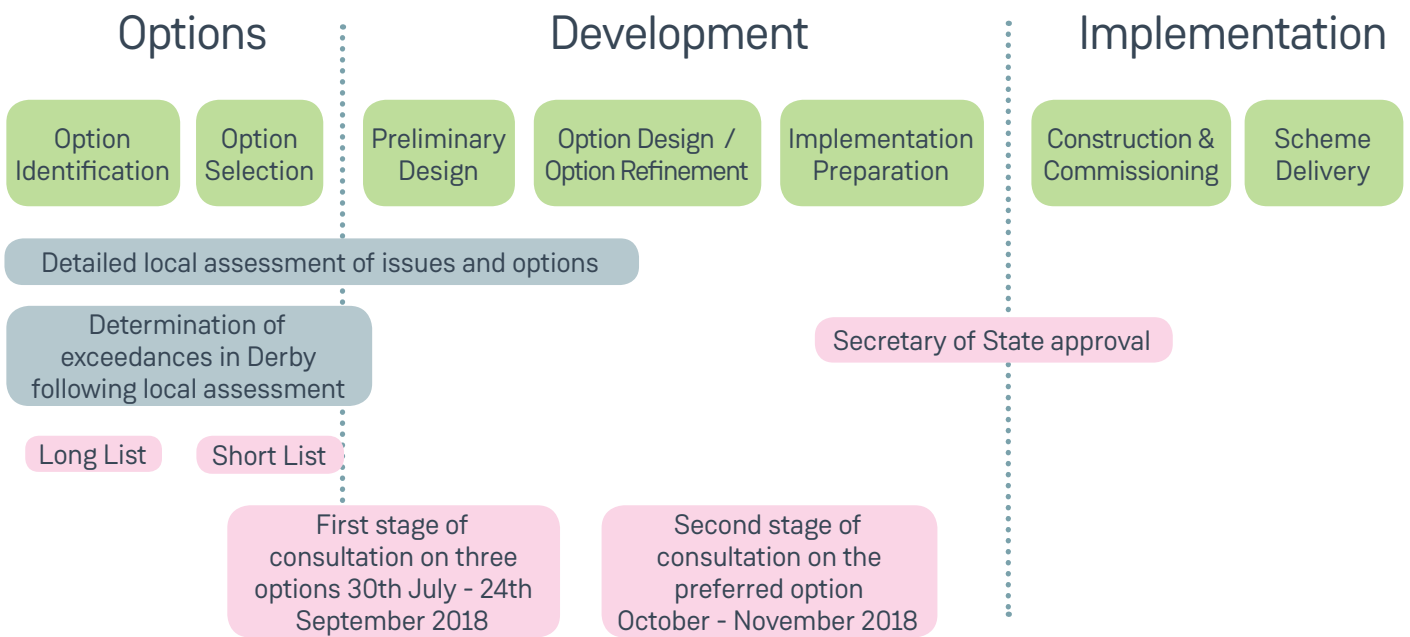 Options
Development
Implementation
Option
Identification
Option
Selection
Preliminary
Design
Option Design /
Option Refinement
Implementation
Preparation
Construction &
Commissioning
Scheme
Delivery
Detailed local assessment of issues and options
Determination of
exceedances in Derby
following local assessment
Secretary of State approval
Long List
Short List
First stage of
consultation on three
options 30th July - 24th
September 2018
Second stage of
consultation on the
preferred option
October - November 2018